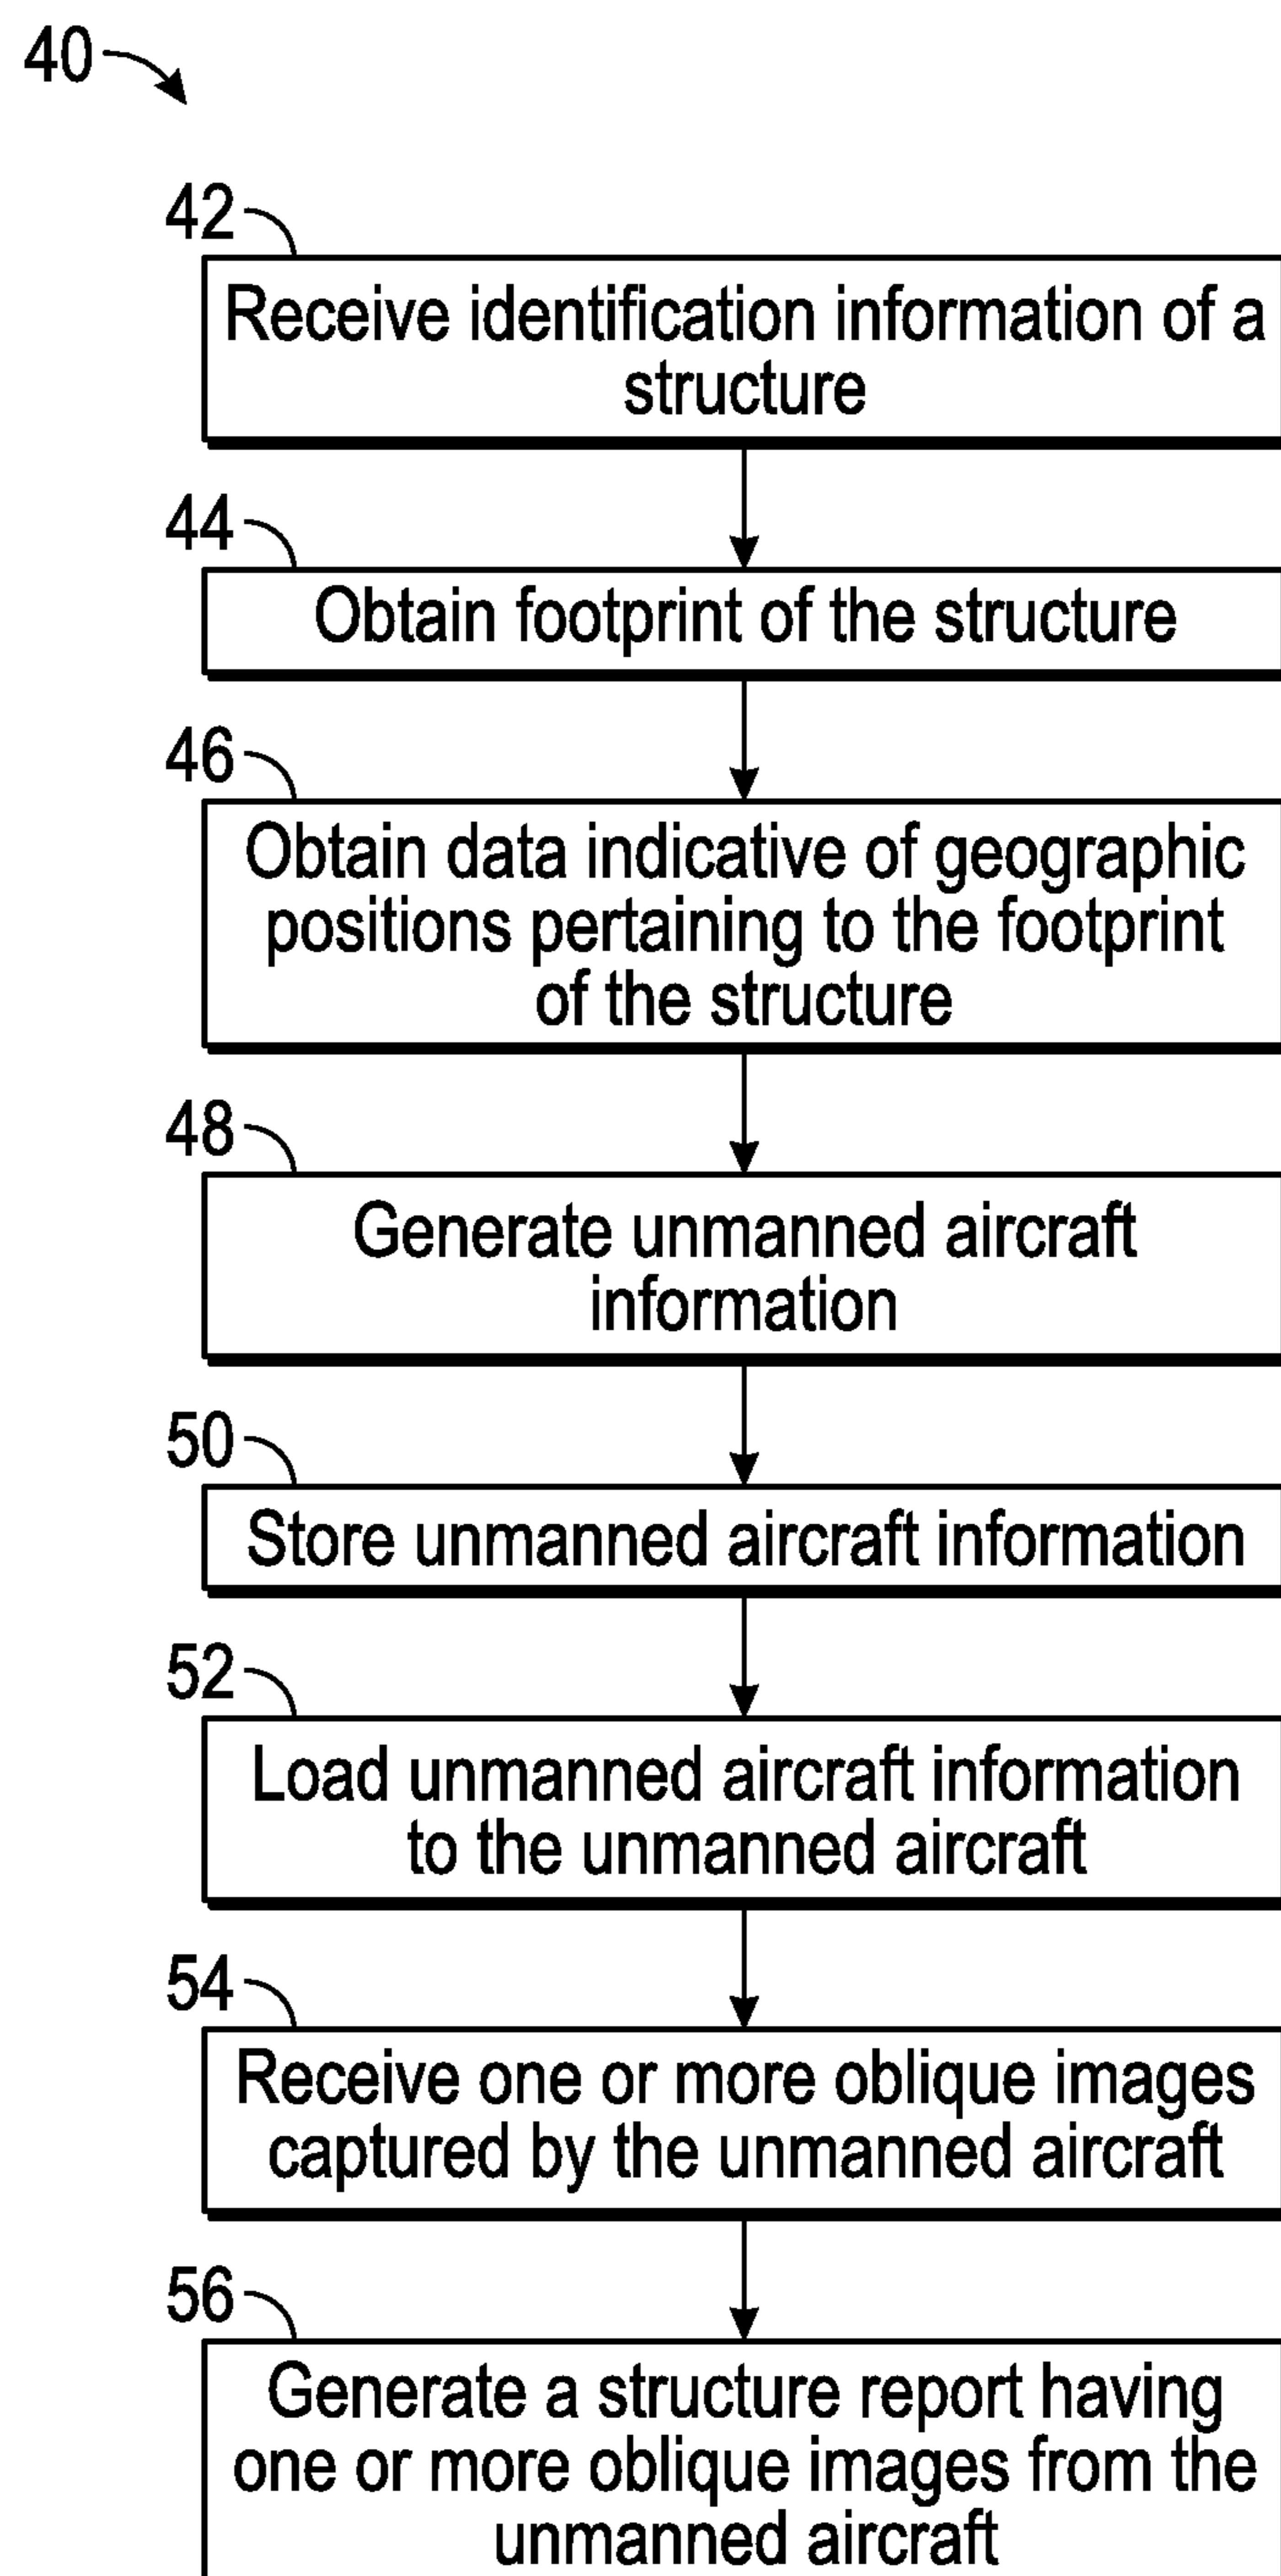 40
42
Receive identification information of a
structure
44
Obtain footprint of the structure
46
Obtain data indicative of geographic
positions pertaining to the footprint
of the structure
48
Generate unmanned aircraft
information
50
Store unmanned aircraft information
52
Load unmanned aircraft information
to the unmanned aircraft
54
Receive one or more oblique images
captured by the unmanned aircraft
56
Generate a structure report having
one or more oblique images from the
unmanned aircraft